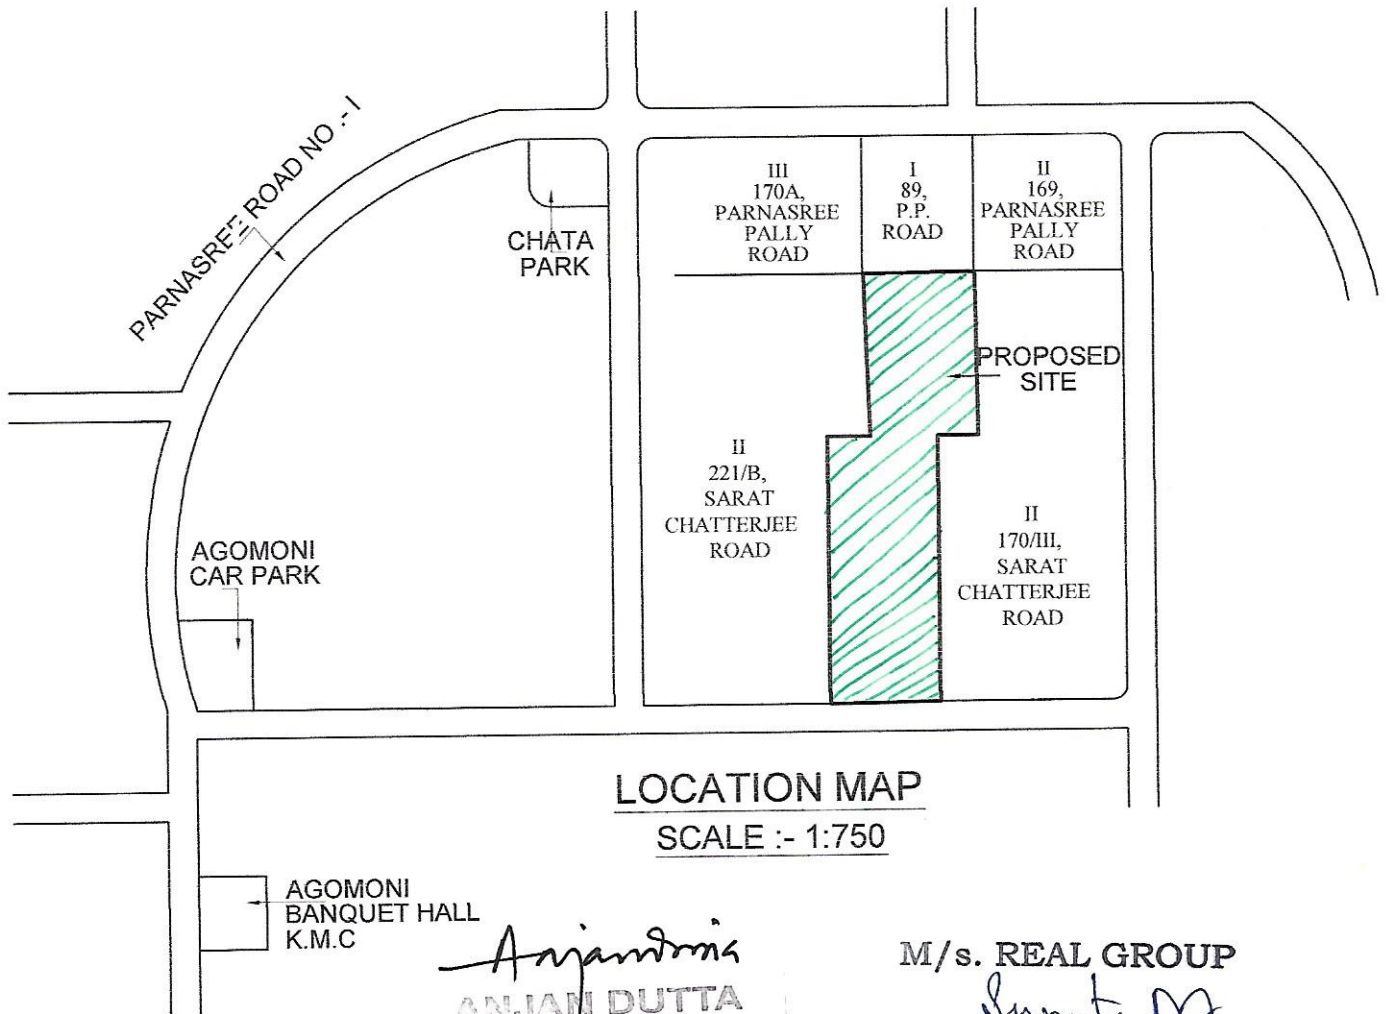 PARNASREE ROAD NO .- I
CHATA
PARK
III
170A,
PARNASREE
PALLY
ROAD
I
89,
P.P.
ROAD
II
169,
PARNASREE
PALLY
ROAD
PROPOSED
SITE
II
221/B,
SARAT
CHATTERJEE
ROAD
II
170/III,
SARAT
CHATTERJEE
ROAD
AGOMONI
CAR PARK
LOCATION MAP
SCALE :- 1:750
AGOMONI
BANQUET HALL
K.M.C
ANJAN DUTTA
M/s. REAL GROUP